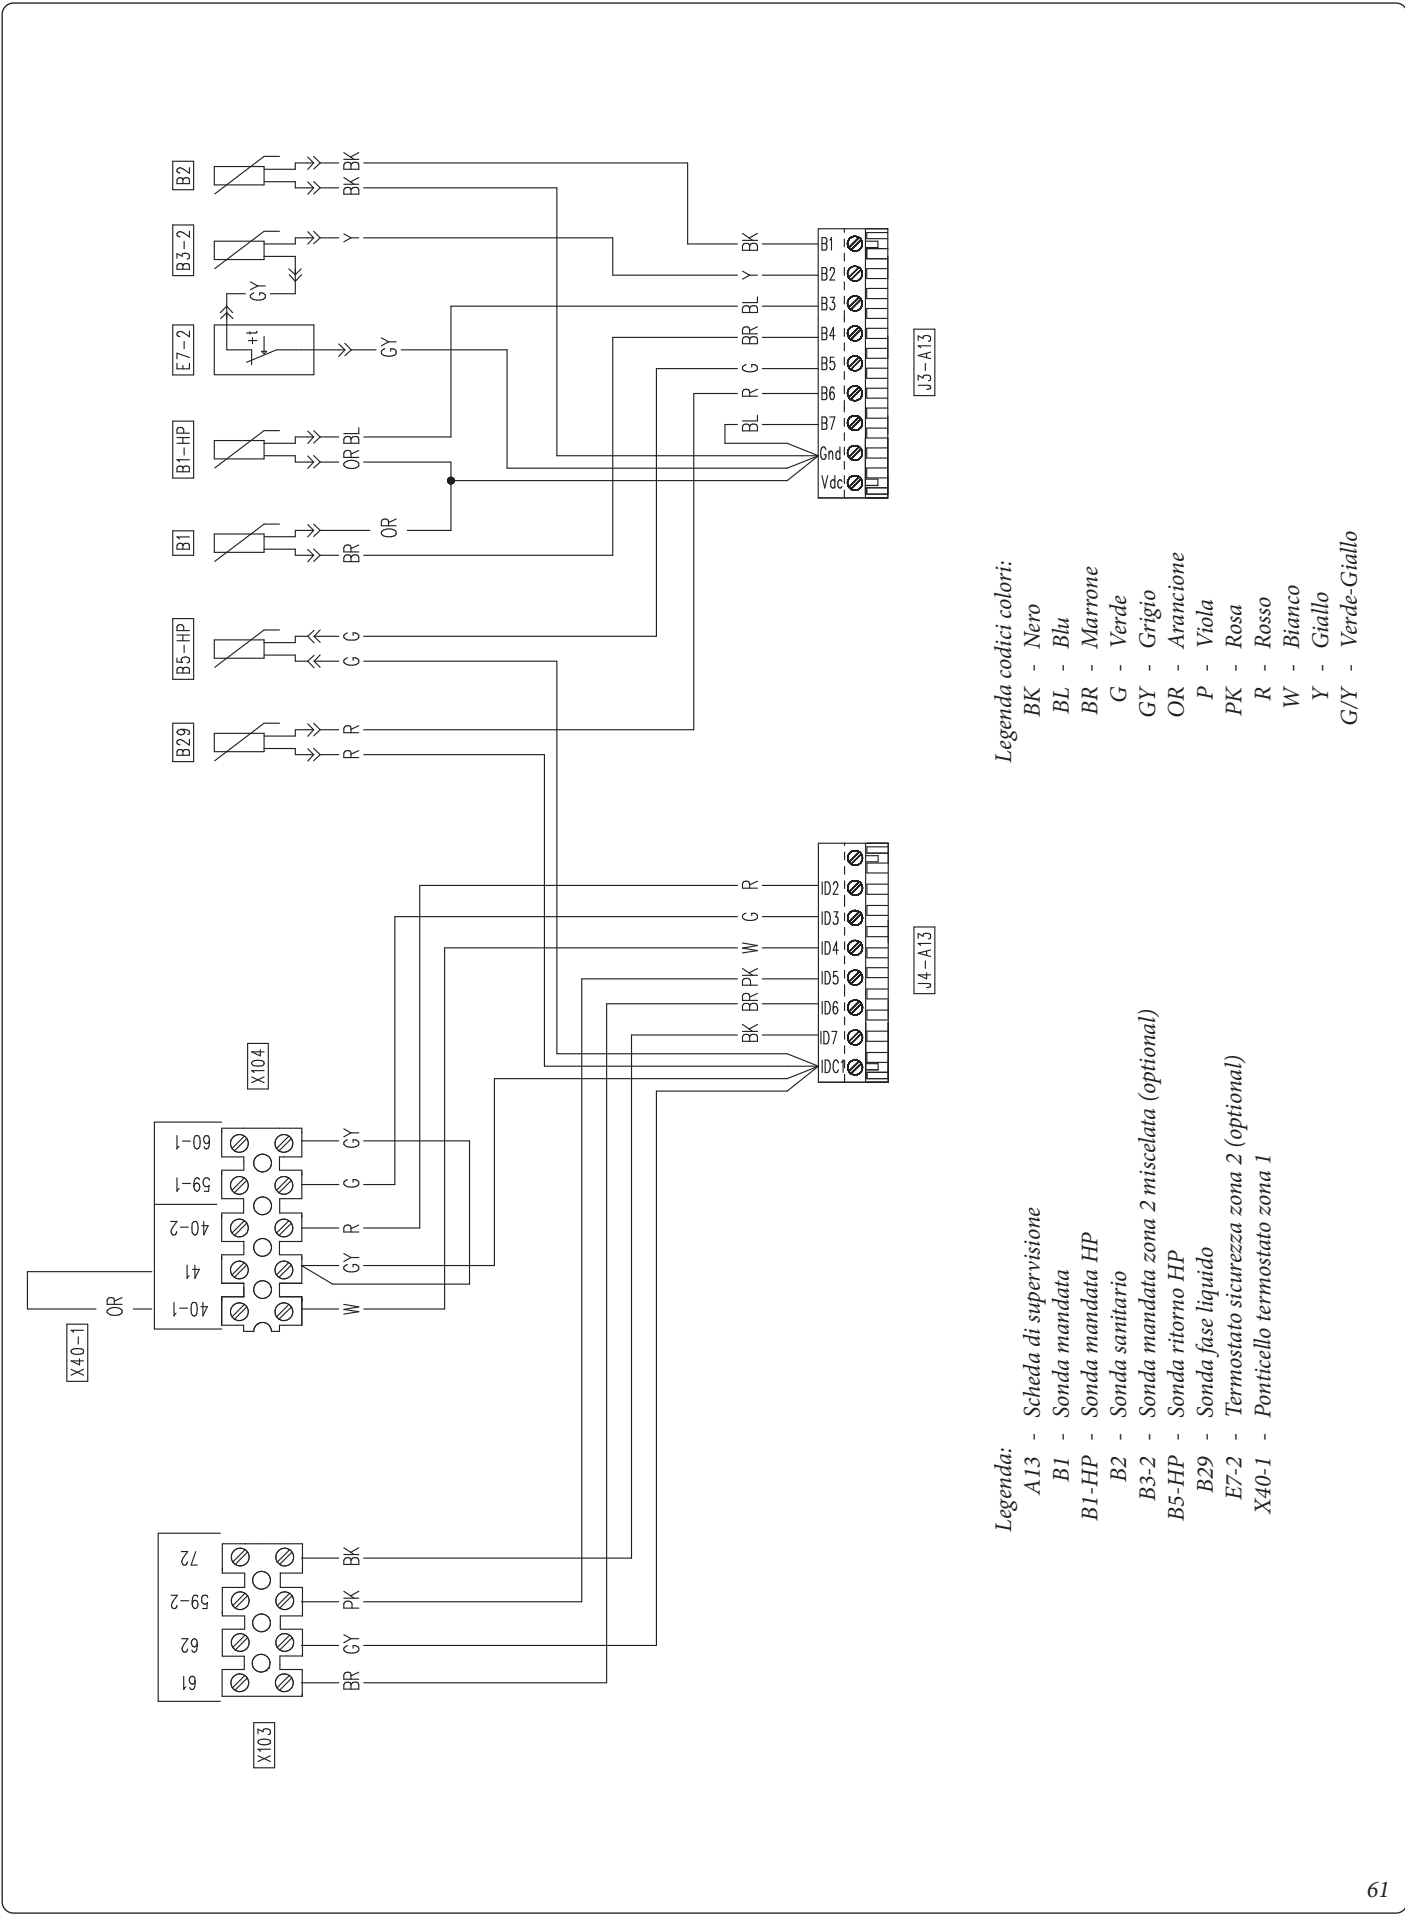 X103
61
62
59-2
72
BR
GY
PK
BK
X40-1
OR
X104
40-1
41
40-2
59-1
60-1
W
GY
R
G
GY
B29
R
R
B5-HP
G
G
B1
BR
OR
B1-HP
OR
BL
E7-2
+t
GY
GY
B3-2
Y
B2
BK
BK
BK
BR
PK
W
G
R
IDC1
ID7
ID6
ID5
ID4
ID3
ID2
J4-A13
BL
R
G
BR
BL
Y
BK
Vdc
Gnd
B7
B6
B5
B4
B3
B2
B1
J3-A13
Legenda:
A13 - Scheda di supervisione
B1 - Sonda mandata
B1-HP - Sonda mandata HP
B2 - Sonda sanitario
B3-2 - Sonda mandata zona 2 miscelata (optional)
B5-HP - Sonda ritorno HP
B29 - Sonda fase liquido
E7-2 - Termostato sicurezza zona 2 (optional)
X40-1 - Ponticello termostato zona 1
Legenda codici colori:
BK - Nero
BL - Blu
BR - Marrone
G - Verde
GY - Grigio
OR - Arancione
P - Viola
PK - Rosa
R - Rosso
W - Bianco
Y - Giallo
G/Y - Verde-Giallo
61